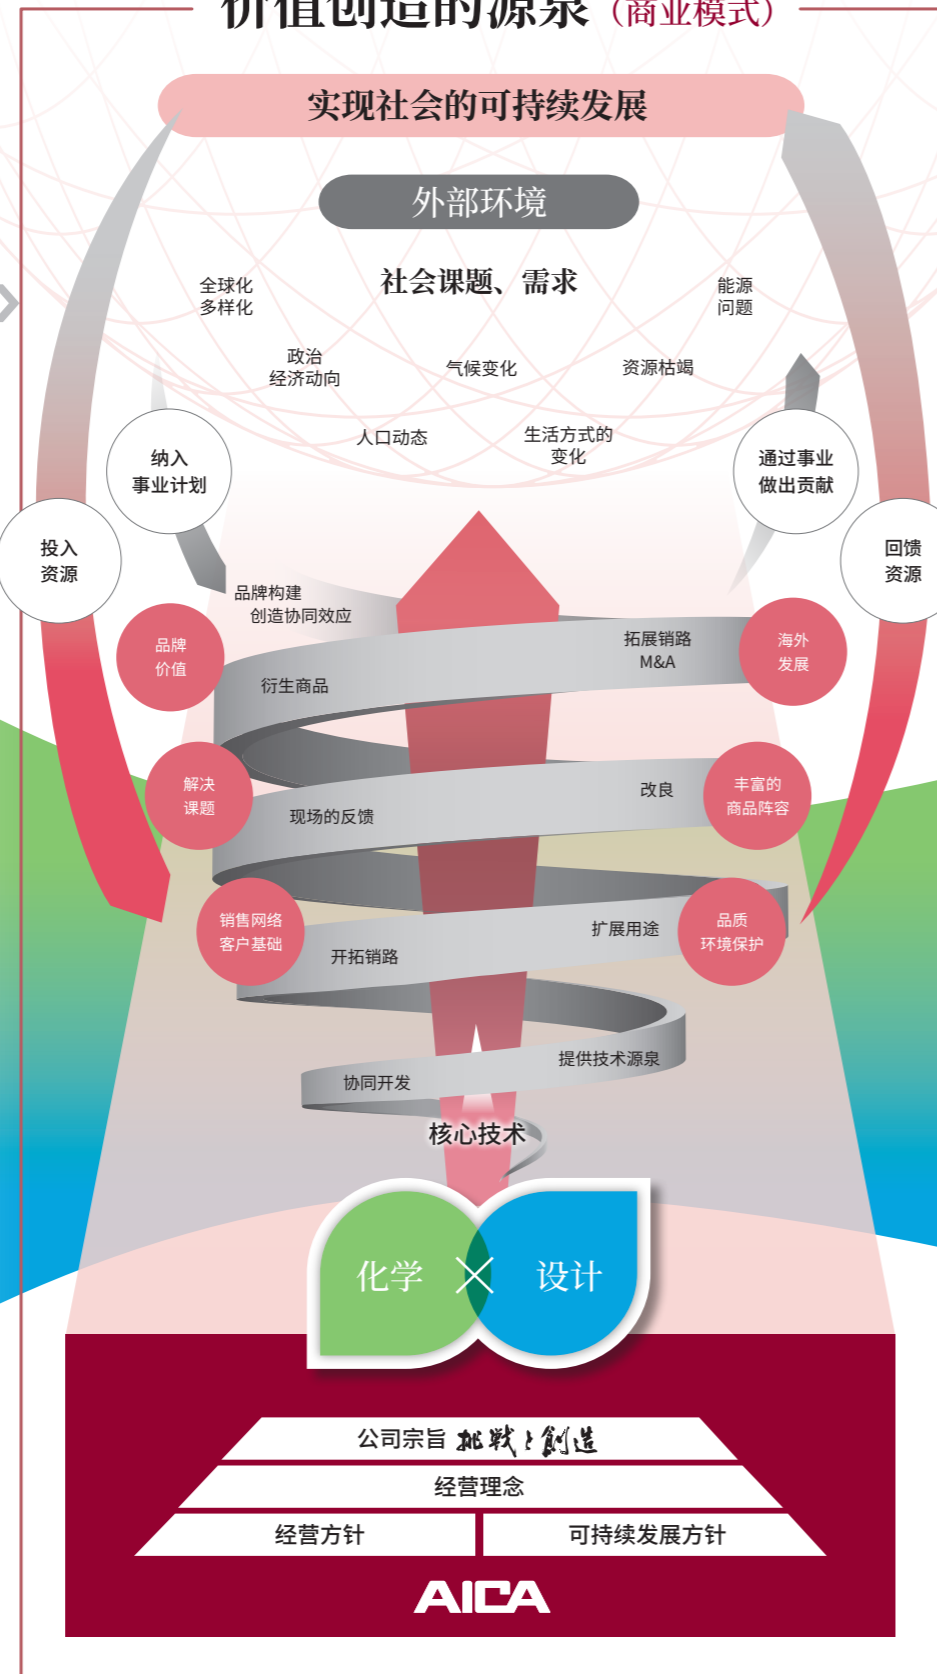 价值创造的源泉（商业模式）
实现社会的可持续发展
外部环境
社会课题、需求
全球化
多样化
能源
问题
政治
经济动向
气候变化
资源枯竭
人口动态
生活方式的
变化
纳入
事业计划
通过事业
做出贡献
投入
资源
回馈
资源
品牌构建
创造协同效应
品牌
价值
衍生商品
拓展销路
M&A
海外
发展
解决
课题
现场的反馈
改良
丰富的
商品阵容
销售网络
客户基础
开拓销路
扩展用途
品质
环境保护
协同开发
提供技术源泉
核心技术
化学
设计
公司宗旨 挑戦と創造
经营理念
经营方针
可持续发展方针
AICA